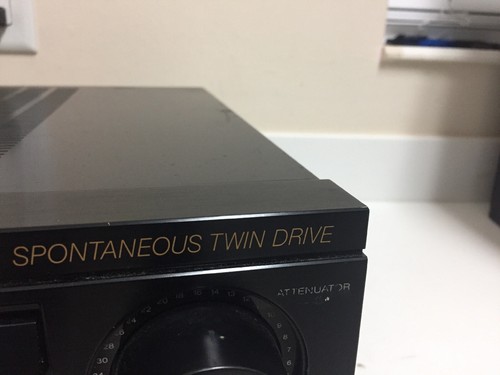 SPONTANEOUS TWIN DRIVE
ATTENUATOR